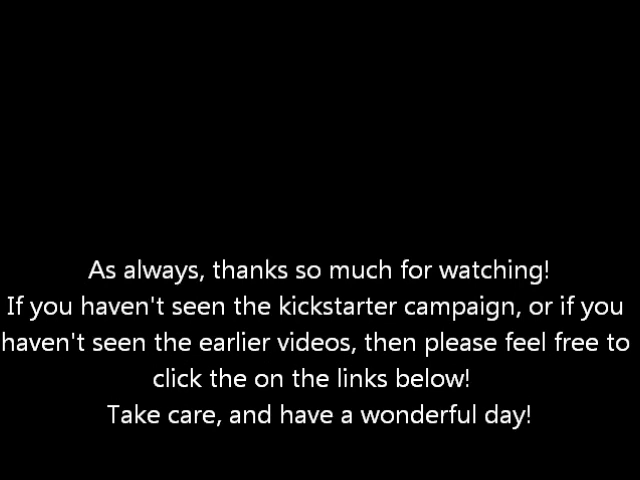 As always, thanks so much for watching!
If you haven't seen the kickstarter campaign, or if you
haven't seen the earlier videos, then please feel free to
click the on the links below!
Take care, and have a wonderful day!